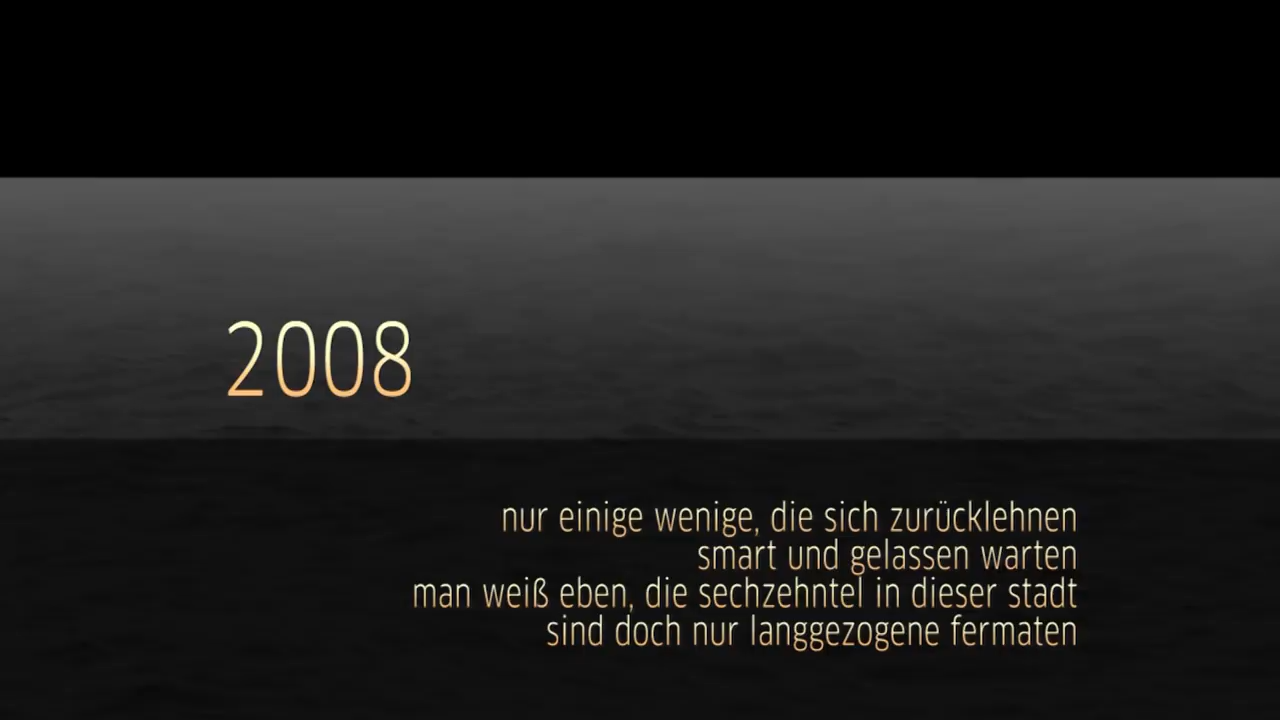 2008
nur einige wenige, die sich zurücklehnen
smart und gelassen warten
man weiß eben, die sechzehntel in dieser stadt
sind doch nur langgezogene fermaten